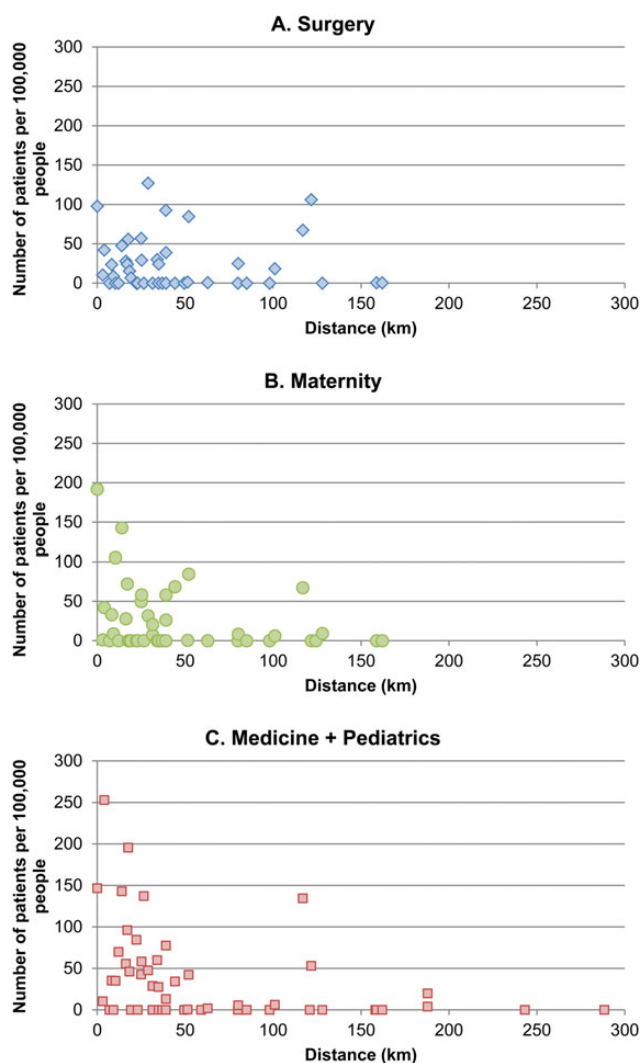 A. Surgery
Number of patients per 100,000
people
300
250
200
150
100
50
0
0 50 100 150 200 250 300
Distance (km)
B. Maternity
Number of patients per 100,000
people
300
250
200
150
100
50
0
0 50 100 150 200 250 300
Distance (km)
C. Medicine + Pediatrics
Number of patients per 100,000
people
300
250
200
150
100
50
0
0 50 100 150 200 250 300
Distance (km)